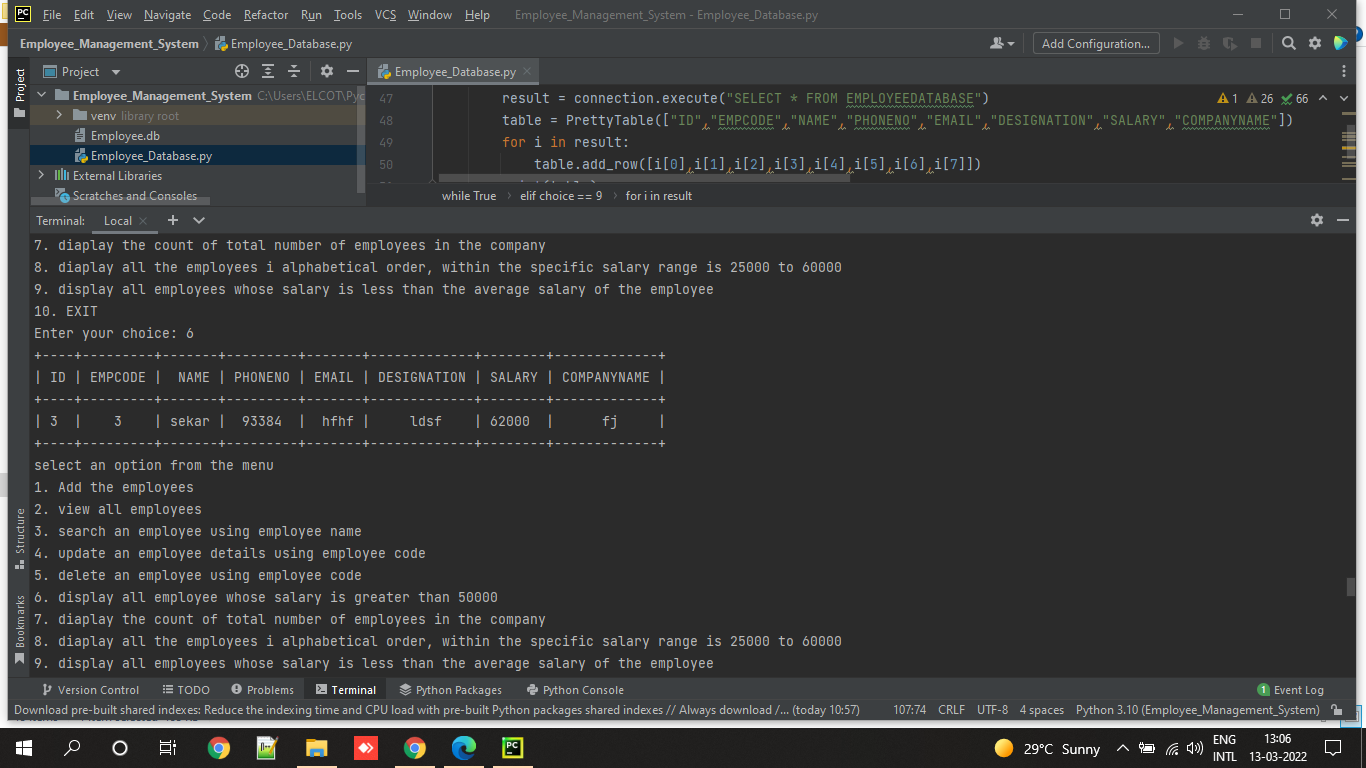 PC File Edit View Navigate Code Refactor Run Tools VCS Window Help Employee_Management_System - Employee_Database.py
Employee_Management_System Employee_Database.py Add Configuration...
Project
Project
Employee_Management_System C:\Users\ELCOT\Pyc
venv library root
Employee.db
Employee_Database.py
External Libraries
Scratches and Consoles
Employee_Database.py
47 result = connection.execute("SELECT * FROM EMPLOYEEDATABASE")
1 26 66
48 table = PrettyTable(["ID","EMPCODE","NAME","PHONENO","EMAIL","DESIGNATION","SALARY","COMPANYNAME"])
49 for i in result:
50 table.add_row([i[0],i[1],i[2],i[3],i[4],i[5],i[6],i[7]])
while True elif choice == 9 for i in result
Terminal: Local
7. diaplay the count of total number of employees in the company
8. diaplay all the employees i alphabetical order, within the specific salary range is 25000 to 60000
9. display all employees whose salary is less than the average salary of the employee
10. EXIT
Enter your choice: 6
+----+---------+-------+---------+-------+-------------+--------+-------------+
| ID | EMPCODE | NAME | PHONENO | EMAIL | DESIGNATION | SALARY | COMPANYNAME |
+----+---------+-------+---------+-------+-------------+--------+-------------+
| 3 | 3 | sekar | 93384 | hfhf | ldsf | 62000 | fj |
+----+---------+-------+---------+-------+-------------+--------+-------------+
select an option from the menu
1. Add the employees
2. view all employees
3. search an employee using employee name
4. update an employee details using employee code
5. delete an employee using employee code
6. display all employee whose salary is greater than 50000
7. diaplay the count of total number of employees in the company
8. diaplay all the employees i alphabetical order, within the specific salary range is 25000 to 60000
9. display all employees whose salary is less than the average salary of the employee
Structure
Bookmarks
Version Control TODO Problems Terminal Python Packages Python Console 1 Event Log
Download pre-built shared indexes: Reduce the indexing time and CPU load with pre-built Python packages shared indexes // Always download /... (today 10:57) 107:74 CRLF UTF-8 4 spaces Python 3.10 (Employee_Management_System)
PC
29°C Sunny
ENG
INTL
13:06
13-03-2022